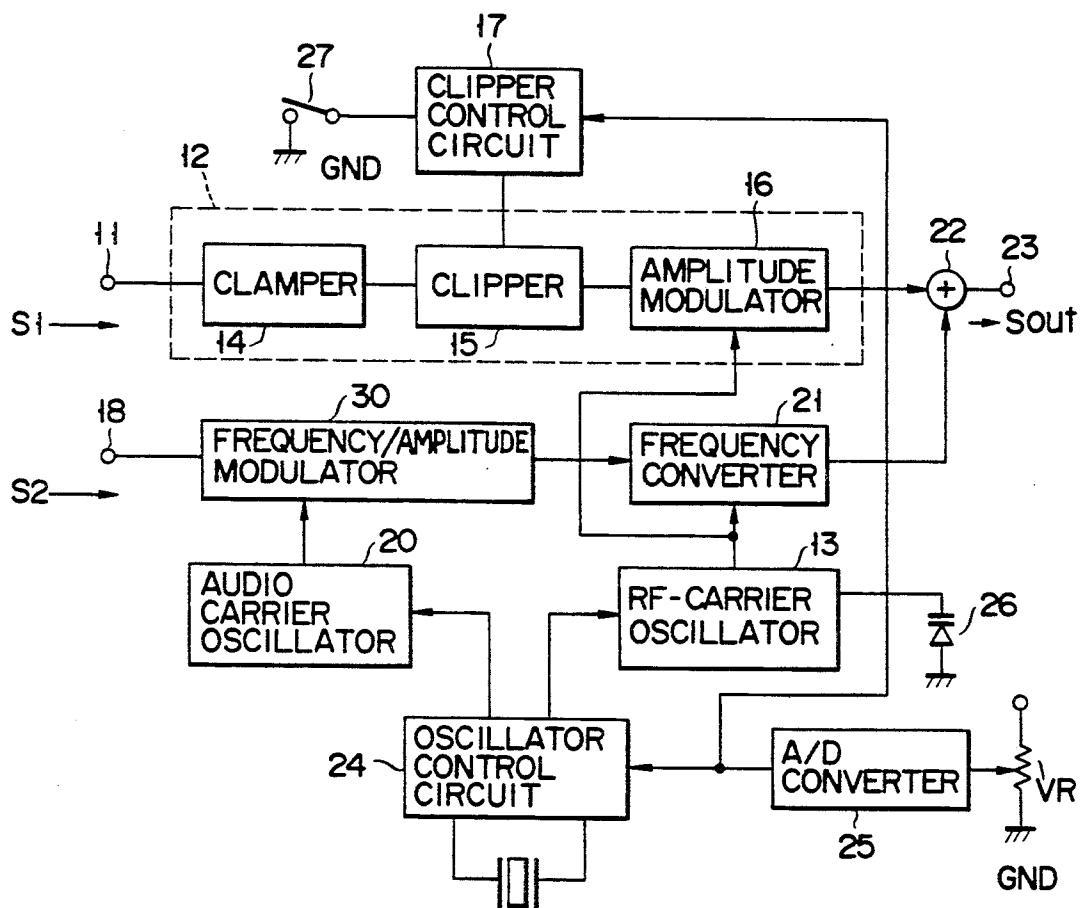 17
27
CLIPPER
CONTROL
CIRCUIT
GND
12
16
11
22
23
CLAMPER
CLIPPER
AMPLITUDE
MODULATOR
+
S1
14
15
Sout
30
21
18
FREQUENCY/AMPLITUDE
MODULATOR
FREQUENCY
CONVERTER
S2
20
13
AUDIO
CARRIER
OSCILLATOR
RF-CARRIER
OSCILLATOR
26
24
OSCILLATOR
CONTROL
CIRCUIT
A/D
CONVERTER
VR
25
GND